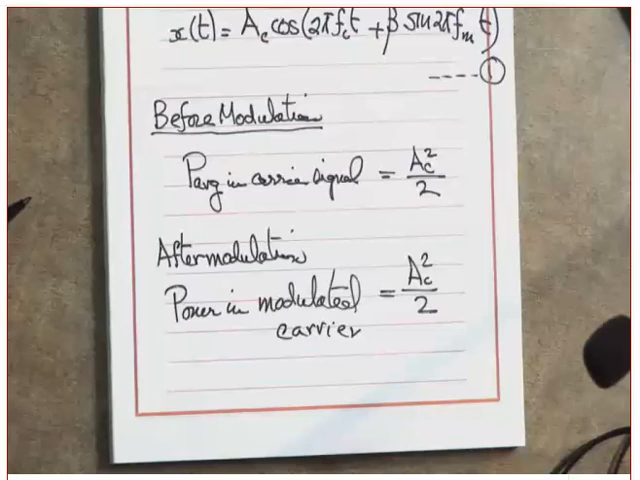 x(t) = A_c cos(2πf_c t + β sin 2πf_m t)
----①
Before Modulation
Pavg in carrier signal = A_c²/2
After modulation
Power in modulated = A_c²/2
carrier